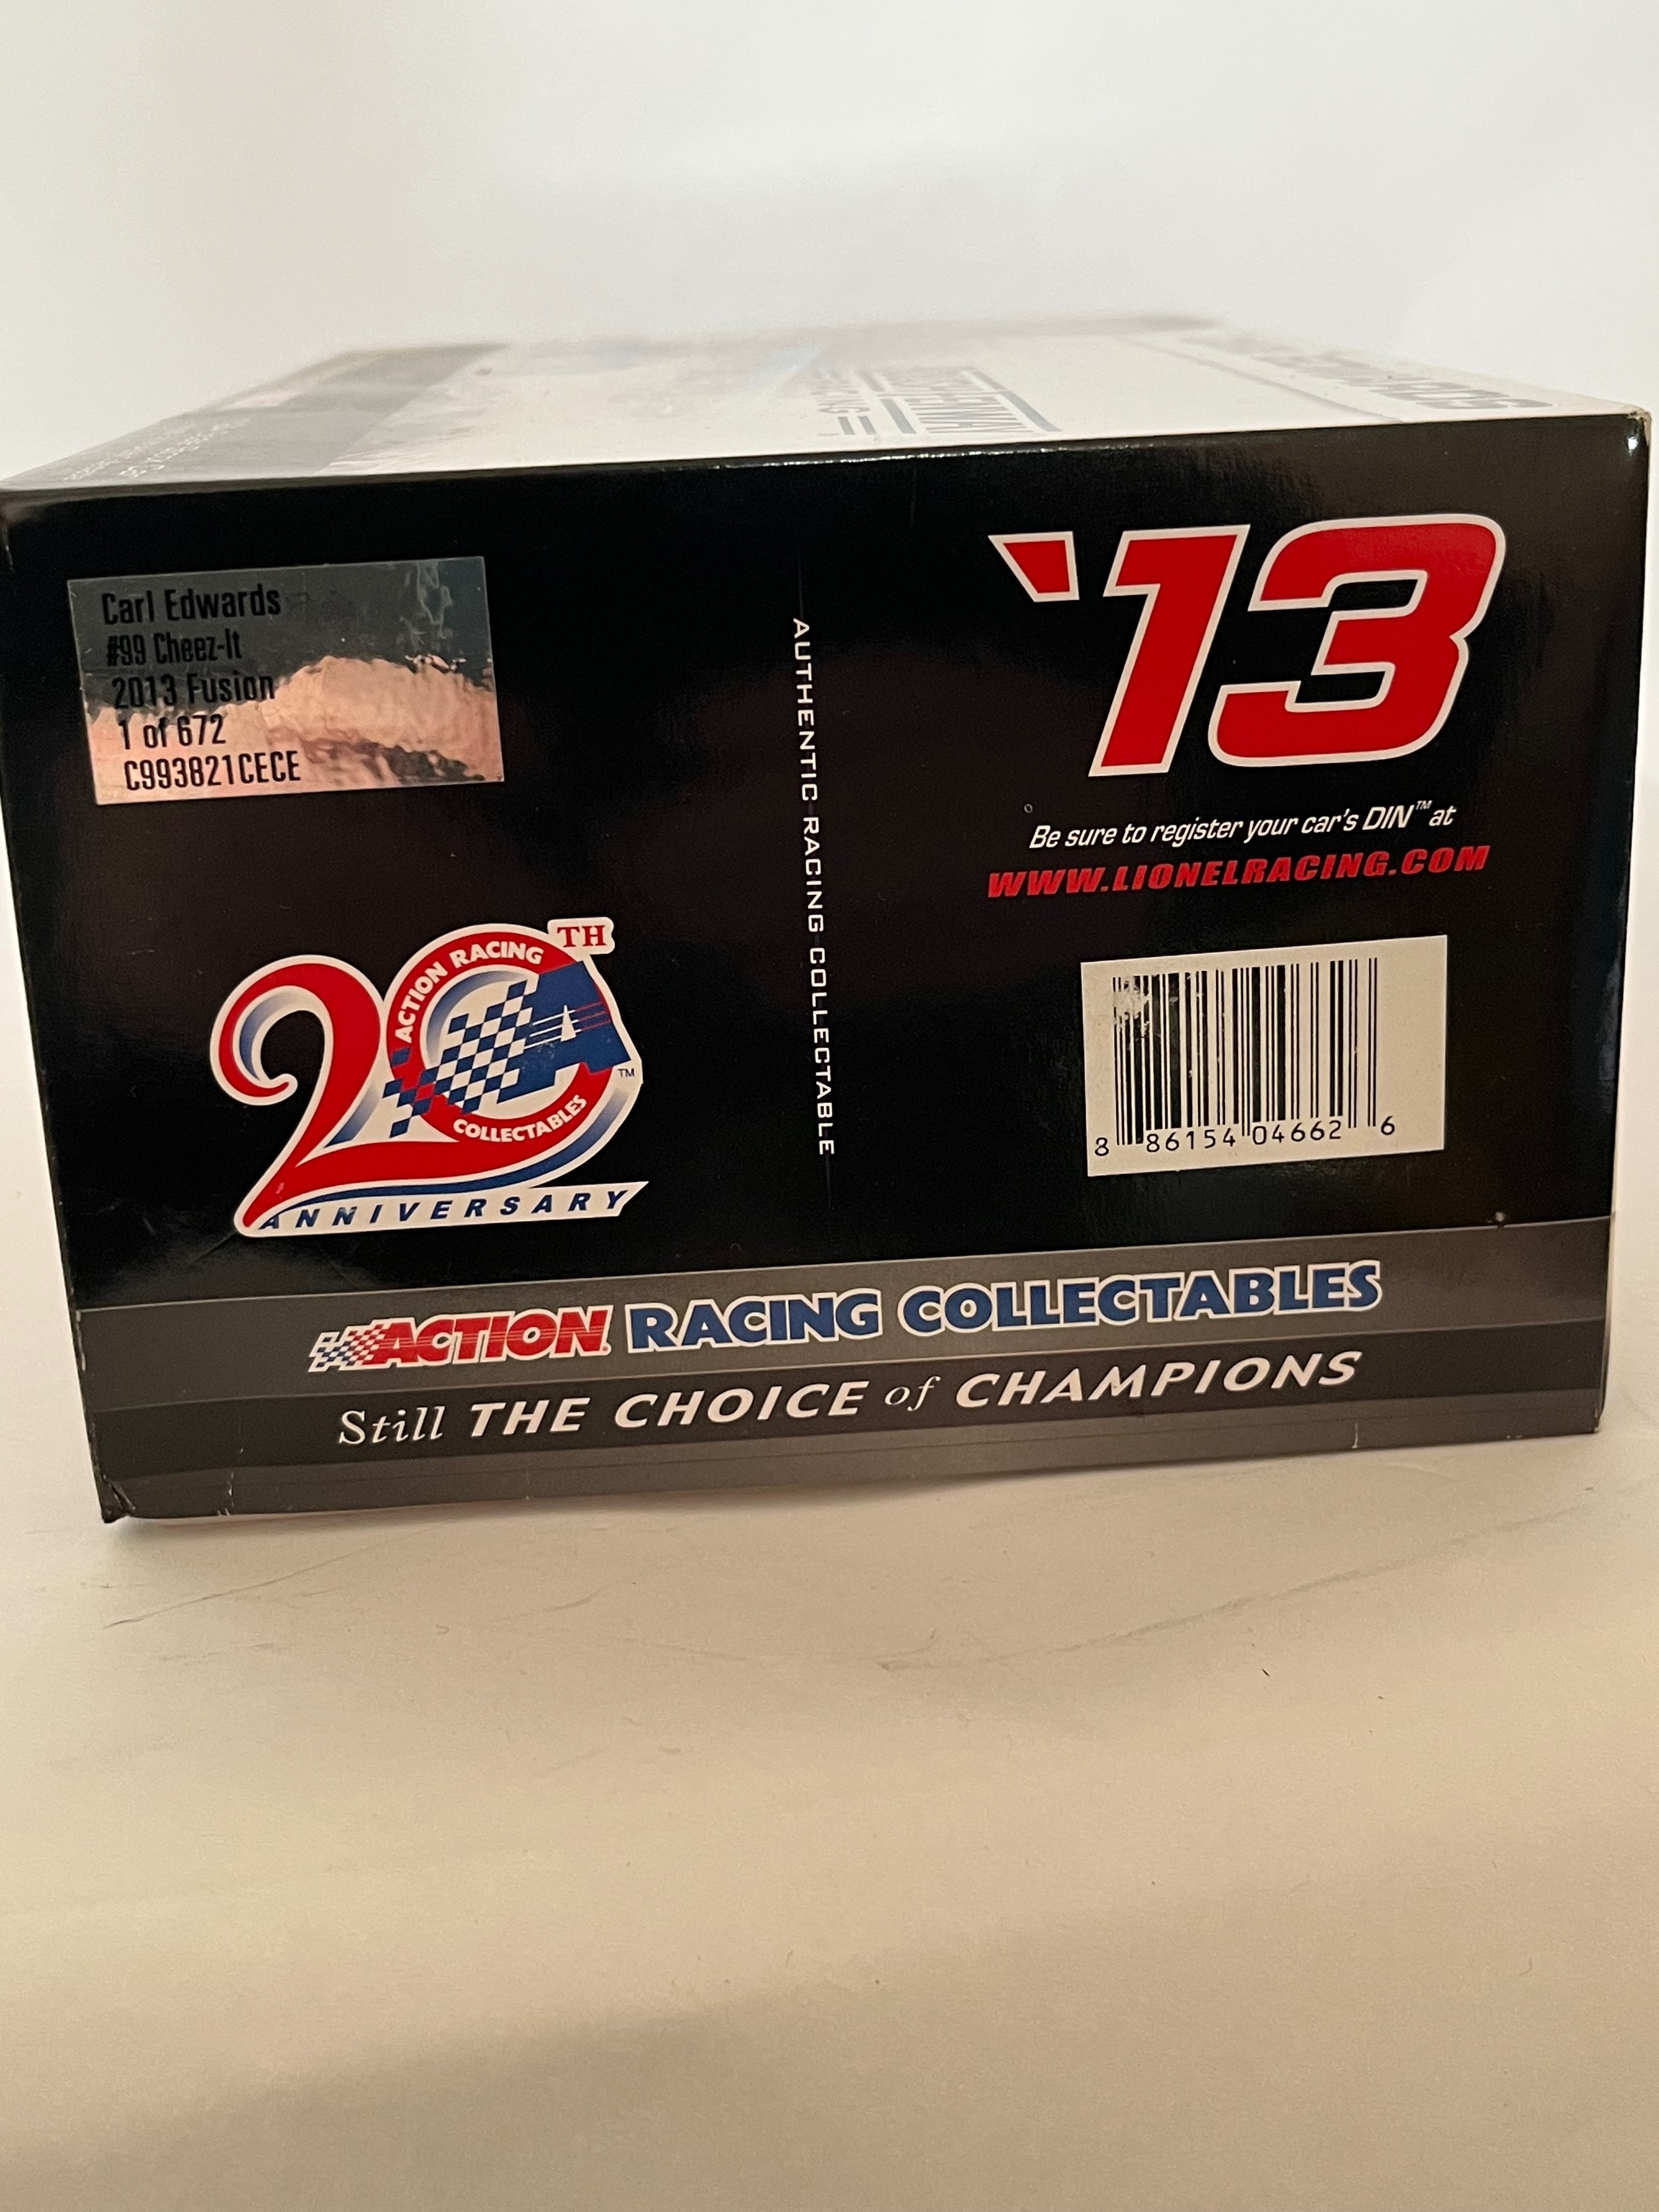 Carl Edwards
#99 Cheez-It
2013 Fusion
1 of 672
C993821CECE
'13
Be sure to register your car's DIN™ at
WWW.LIONELRACING.COM
AUTHENTIC RACING COLLECTABLE
20TH
ACTION RACING
COLLECTABLES
™
ANNIVERSARY
8 86154 04662 6
ACTION RACING COLLECTABLES
Still THE CHOICE of CHAMPIONS